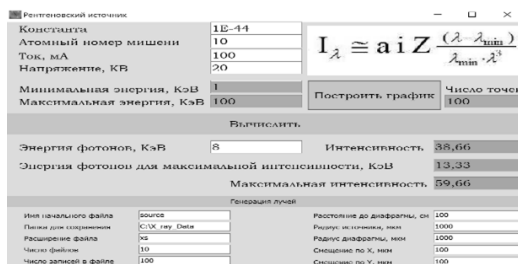 Рентгеновский источник
Константа 1E-44
Атомный номер мишени 10
Ток, мА 100
Напряжение, КВ 20
I_λ ≅ a i Z (λ-λ_min) / λ_min · λ^3
Минимальная энергия, КэВ 1
Максимальная энергия, КэВ 100
Построить график
Число точек
100
Вычислить
Энергия фотонов, КэВ 8 Интенсивность 38,66
Энергия фотонов для максимальной интенсивности, КэВ 13,33
Максимальная интенсивность 59,66
Генерация лучей
Имя начального файла source Расстояние до диафрагмы, см 100
Папка для сохранения C:\X_ray_Data Радиус источника, мкм 1000
Расширение файла xs Радиус диафрагмы, мкм 1000
Число файлов 10 Смещение по X, мкм 100
Число записей в файле 100 Смещение по Y, мкм 100